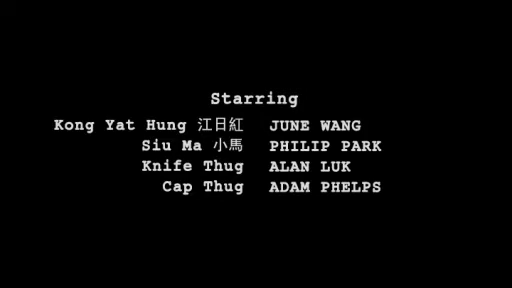 Starring
Kong Yat Hung 江日紅 JUNE WANG
Siu Ma 小馬 PHILIP PARK
Knife Thug ALAN LUK
Cap Thug ADAM PHELPS